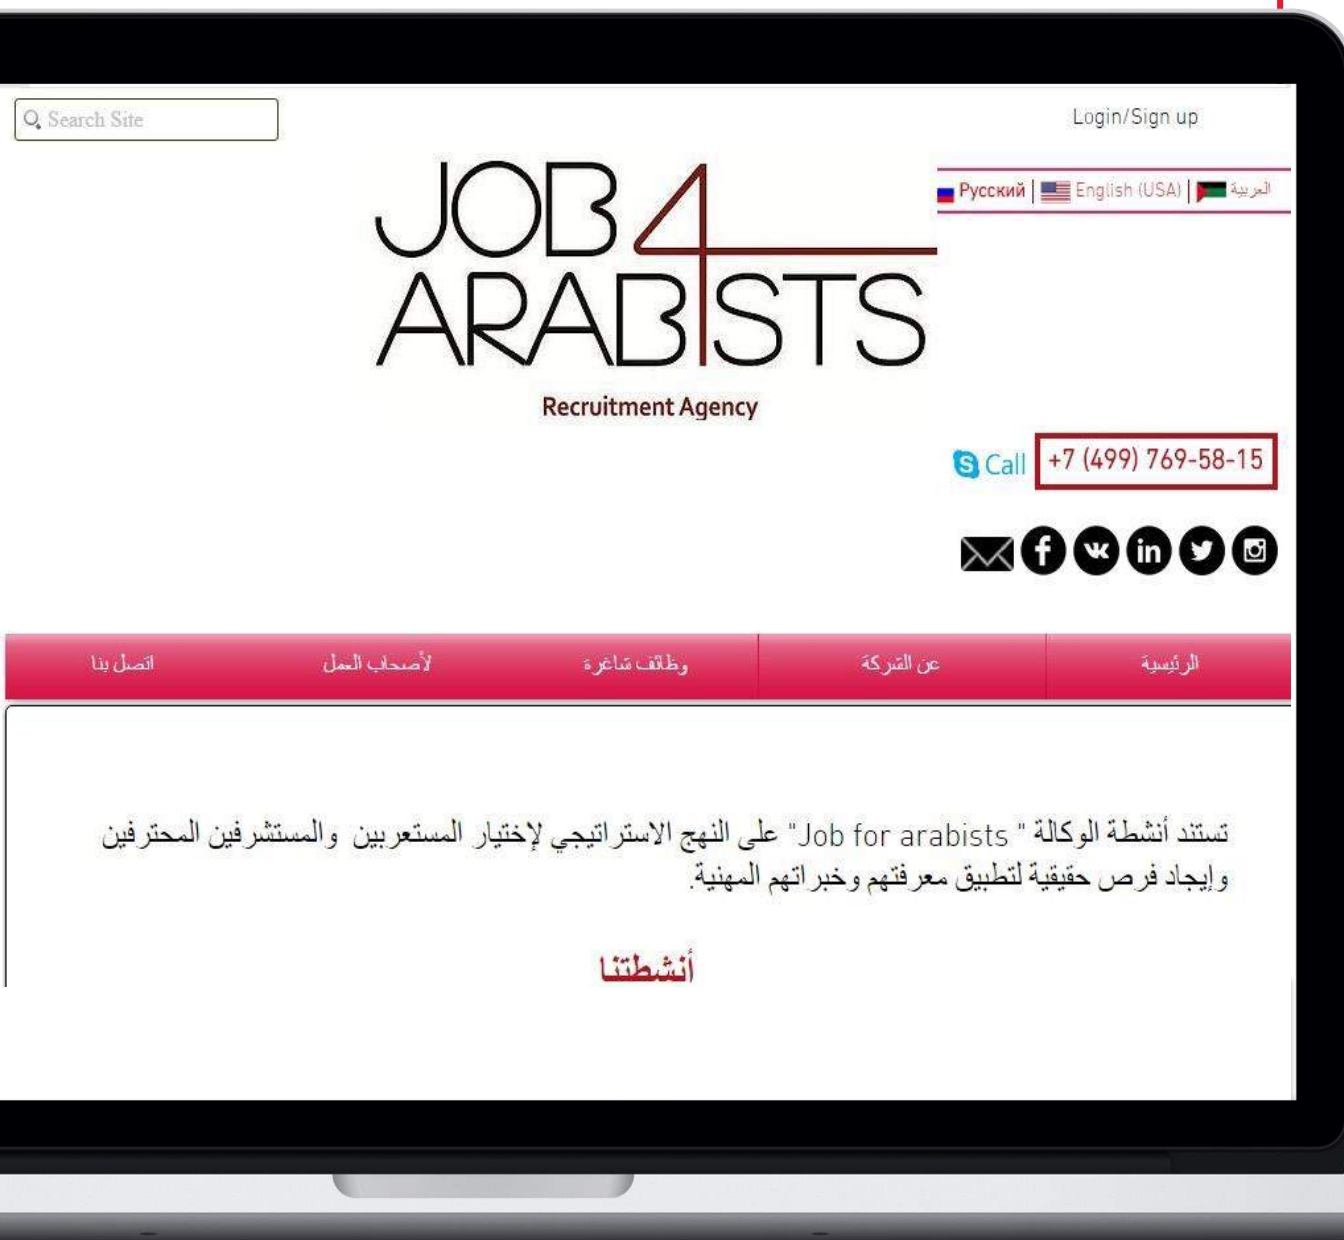 Search Site
Login/Sign up
Русский | English (USA) | العربية
JOB 4
ARABISTS
Recruitment Agency
Call +7 (499) 769-58-15
الرئيسية
عن الشركة
وظائف شاغرة
لأصحاب العمل
اتصل بنا
تستند أنشطة الوكالة " Job for arabists" على النهج الاستراتيجي لإختيار المستعربين والمستشرفين المحترفين
وإيجاد فرص حقيقية لتطبيق معرفتهم وخبراتهم المهنية.
أنشطتنا